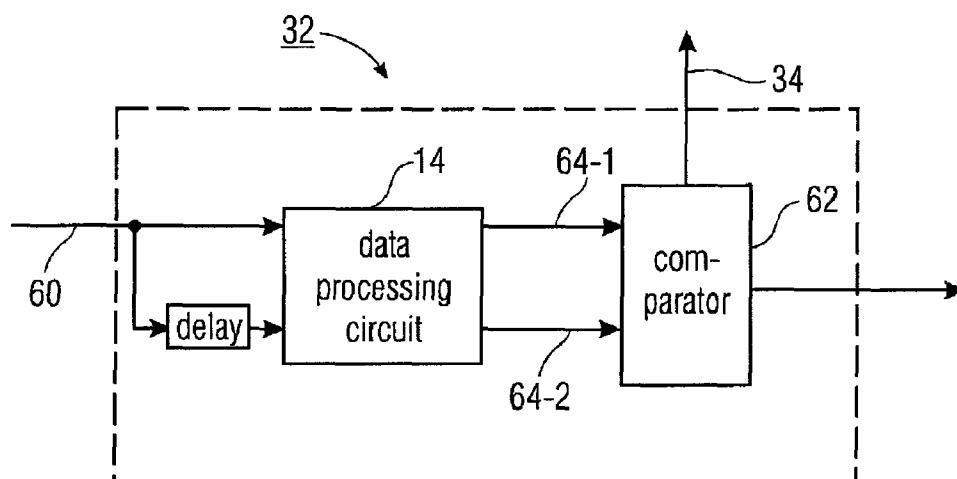 32
34
14
64-1
62
60
data
processing
circuit
com-
parator
delay
64-2